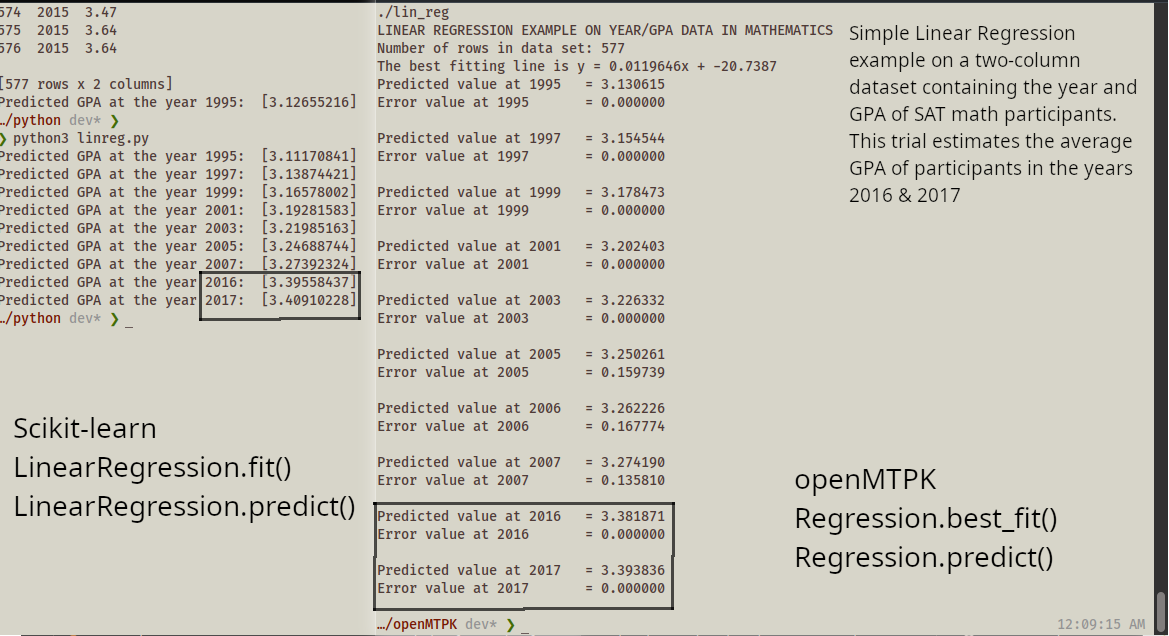 574  2015  3.47
575  2015  3.64
576  2015  3.64
[577 rows x 2 columns]
Predicted GPA at the year 1995:  [3.12655216]
…/python dev* ❯
❯ python3 linreg.py
Predicted GPA at the year 1995:  [3.11170841]
Predicted GPA at the year 1997:  [3.13874421]
Predicted GPA at the year 1999:  [3.16578002]
Predicted GPA at the year 2001:  [3.19281583]
Predicted GPA at the year 2003:  [3.21985163]
Predicted GPA at the year 2005:  [3.24688744]
Predicted GPA at the year 2007:  [3.27392324]
Predicted GPA at the year 2016:  [3.39558437]
Predicted GPA at the year 2017:  [3.40910228]
…/python dev* ❯ _
Scikit-learn
LinearRegression.fit()
LinearRegression.predict()
./lin_reg
LINEAR REGRESSION EXAMPLE ON YEAR/GPA DATA IN MATHEMATICS
Number of rows in data set: 577
The best fitting line is y = 0.0119646x + -20.7387
Predicted value at 1995   = 3.130615
Error value at 1995       = 0.000000
Predicted value at 1997   = 3.154544
Error value at 1997       = 0.000000
Predicted value at 1999   = 3.178473
Error value at 1999       = 0.000000
Predicted value at 2001   = 3.202403
Error value at 2001       = 0.000000
Predicted value at 2003   = 3.226332
Error value at 2003       = 0.000000
Predicted value at 2005   = 3.250261
Error value at 2005       = 0.159739
Predicted value at 2006   = 3.262226
Error value at 2006       = 0.167774
Predicted value at 2007   = 3.274190
Error value at 2007       = 0.135810
Predicted value at 2016   = 3.381871
Error value at 2016       = 0.000000
Predicted value at 2017   = 3.393836
Error value at 2017       = 0.000000
…/openMTPK dev* ❯ _
Simple Linear Regression
example on a two-column
dataset containing the year and
GPA of SAT math participants.
This trial estimates the average
GPA of participants in the years
2016 & 2017
openMTPK
Regression.best_fit()
Regression.predict()
12:09:15 AM